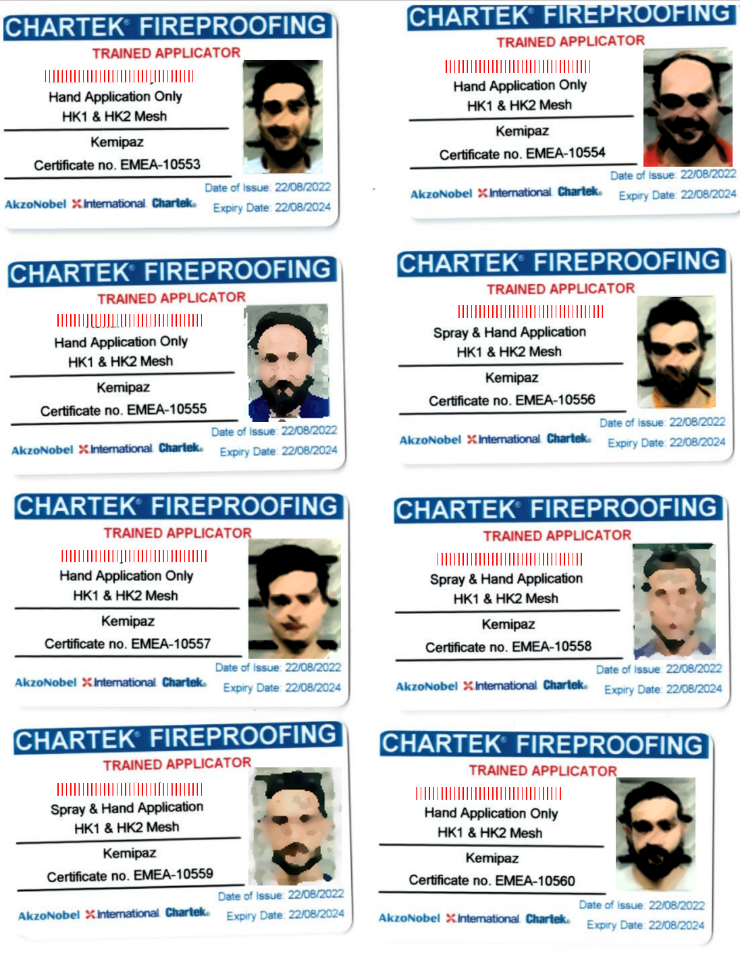 CHARTEK® FIREPROOFING
TRAINED APPLICATOR
Hand Application Only
HK1 & HK2 Mesh
Kemipaz
Certificate no. EMEA-10553
Date of Issue: 22/08/2022
AkzoNobel International. Chartek®
Expiry Date: 22/08/2024
CHARTEK® FIREPROOFING
TRAINED APPLICATOR
Hand Application Only
HK1 & HK2 Mesh
Kemipaz
Certificate no. EMEA-10554
Date of Issue: 22/08/2022
AkzoNobel International. Chartek®
Expiry Date: 22/08/2024
CHARTEK® FIREPROOFING
TRAINED APPLICATOR
Hand Application Only
HK1 & HK2 Mesh
Kemipaz
Certificate no. EMEA-10555
Date of Issue: 22/08/2022
AkzoNobel International. Chartek®
Expiry Date: 22/08/2024
CHARTEK® FIREPROOFING
TRAINED APPLICATOR
Spray & Hand Application
HK1 & HK2 Mesh
Kemipaz
Certificate no. EMEA-10556
Date of Issue: 22/08/2022
AkzoNobel International. Chartek®
Expiry Date: 22/08/2024
CHARTEK® FIREPROOFING
TRAINED APPLICATOR
Hand Application Only
HK1 & HK2 Mesh
Kemipaz
Certificate no. EMEA-10557
Date of Issue: 22/08/2022
AkzoNobel International. Chartek®
Expiry Date: 22/08/2024
CHARTEK® FIREPROOFING
TRAINED APPLICATOR
Spray & Hand Application
HK1 & HK2 Mesh
Kemipaz
Certificate no. EMEA-10558
Date of Issue: 22/08/2022
AkzoNobel International. Chartek®
Expiry Date: 22/08/2024
CHARTEK® FIREPROOFING
TRAINED APPLICATOR
Spray & Hand Application
HK1 & HK2 Mesh
Kemipaz
Certificate no. EMEA-10559
Date of Issue: 22/08/2022
AkzoNobel International. Chartek®
Expiry Date: 22/08/2024
CHARTEK® FIREPROOFING
TRAINED APPLICATOR
Hand Application Only
HK1 & HK2 Mesh
Kemipaz
Certificate no. EMEA-10560
Date of Issue: 22/08/2022
AkzoNobel International. Chartek®
Expiry Date: 22/08/2024